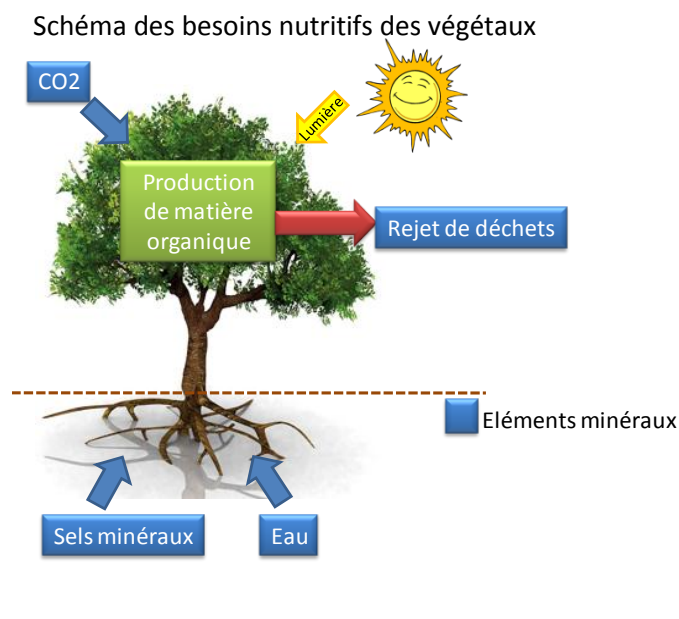 Schéma des besoins nutritifs des végétaux
CO2
Lumière
Production
de matière
organique
Rejet de déchets
Eléments minéraux
Sels minéraux
Eau